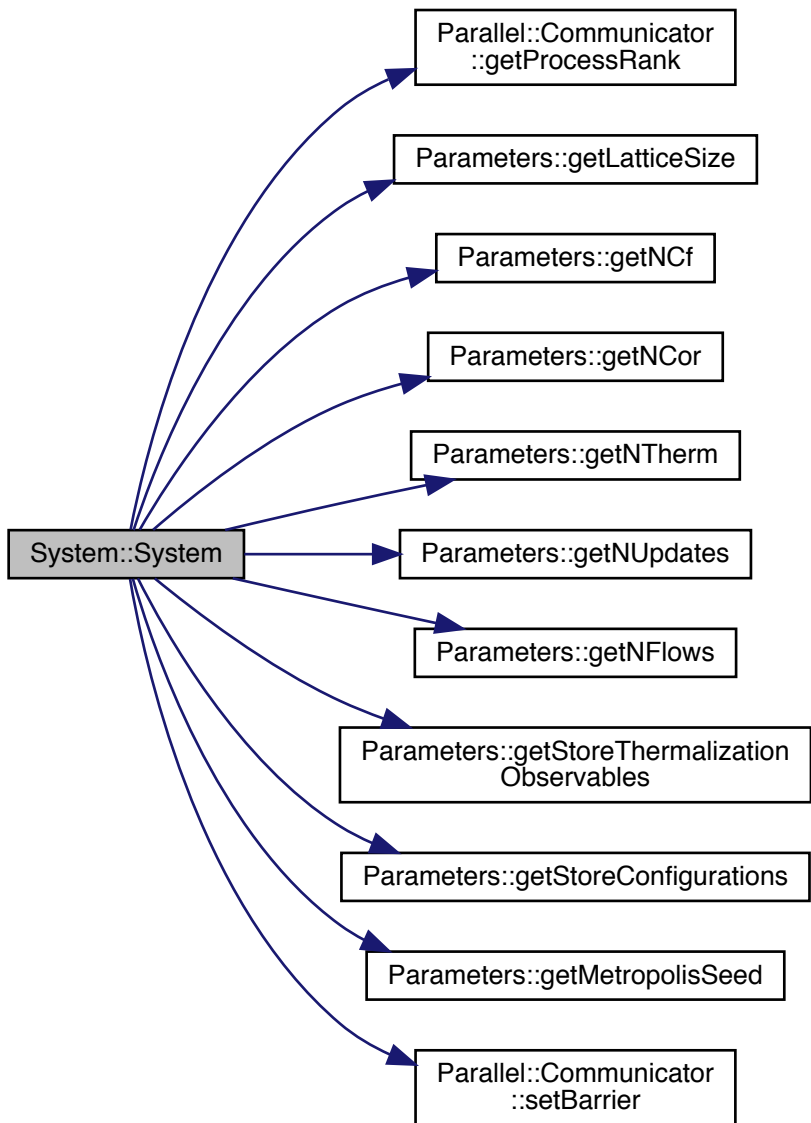 Parallel::Communicator
::getProcessRank
Parameters::getLatticeSize
Parameters::getNCf
Parameters::getNCor
Parameters::getNTherm
System::System
Parameters::getNUpdates
Parameters::getNFlows
Parameters::getStoreThermalization
Observables
Parameters::getStoreConfigurations
Parameters::getMetropolisSeed
Parallel::Communicator
::setBarrier